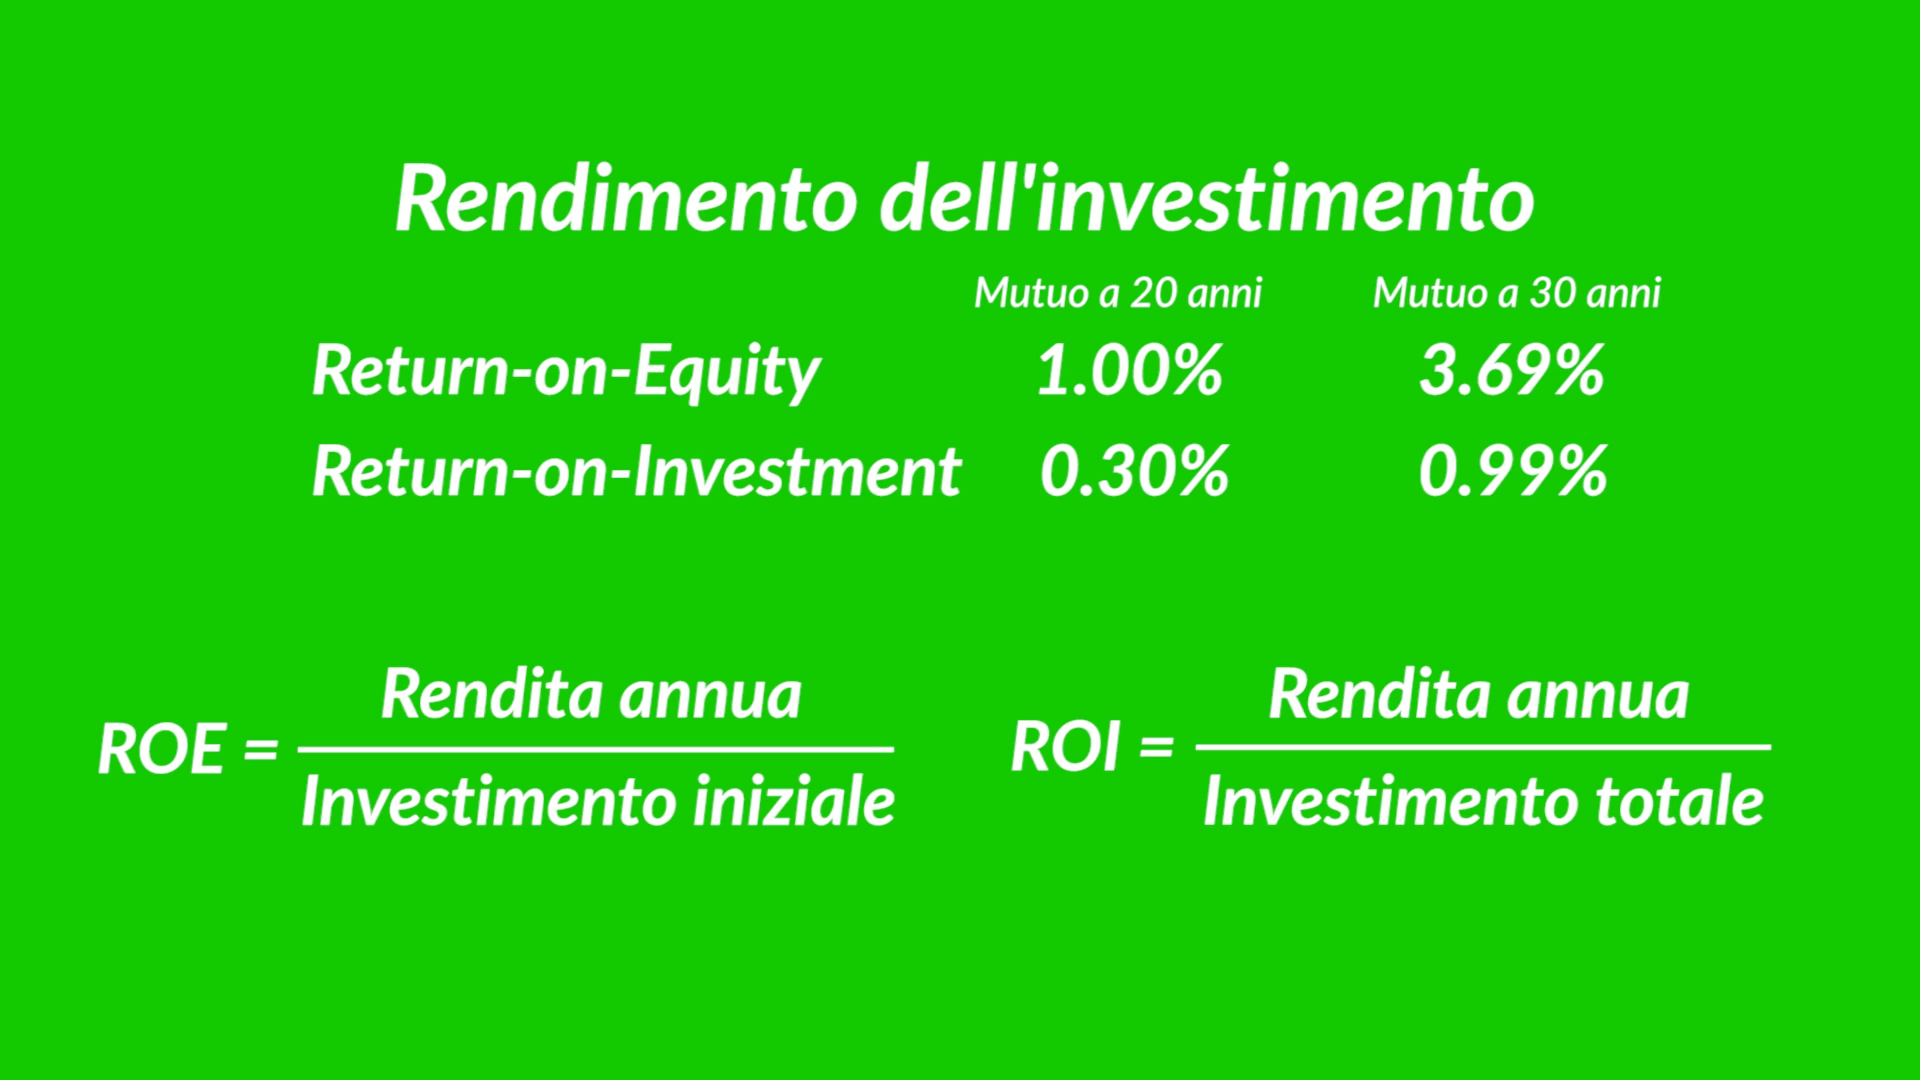 Rendimento dell'investimento
Mutuo a 20 anni Mutuo a 30 anni
Return-on-Equity 1.00% 3.69%
Return-on-Investment 0.30% 0.99%
ROE = Rendita annua
Investimento iniziale
ROI = Rendita annua
Investimento totale